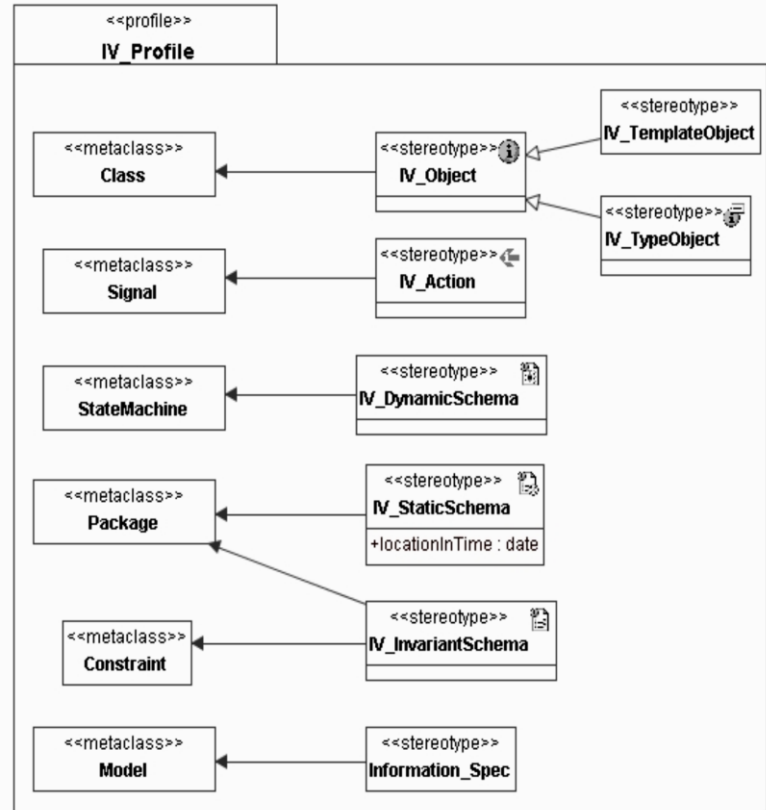 <<profile>>
IV_Profile
<<stereotype>>
IV_TemplateObject
<<metaclass>>
Class
<<stereotype>>
IV_Object
<<stereotype>>
IV_TypeObject
<<metaclass>>
Signal
<<stereotype>>
IV_Action
<<metaclass>>
StateMachine
<<stereotype>>
IV_DynamicSchema
<<metaclass>>
Package
<<stereotype>>
IV_StaticSchema
+locationInTime : date
<<metaclass>>
Constraint
<<stereotype>>
IV_InvariantSchema
<<metaclass>>
Model
<<stereotype>>
Information_Spec